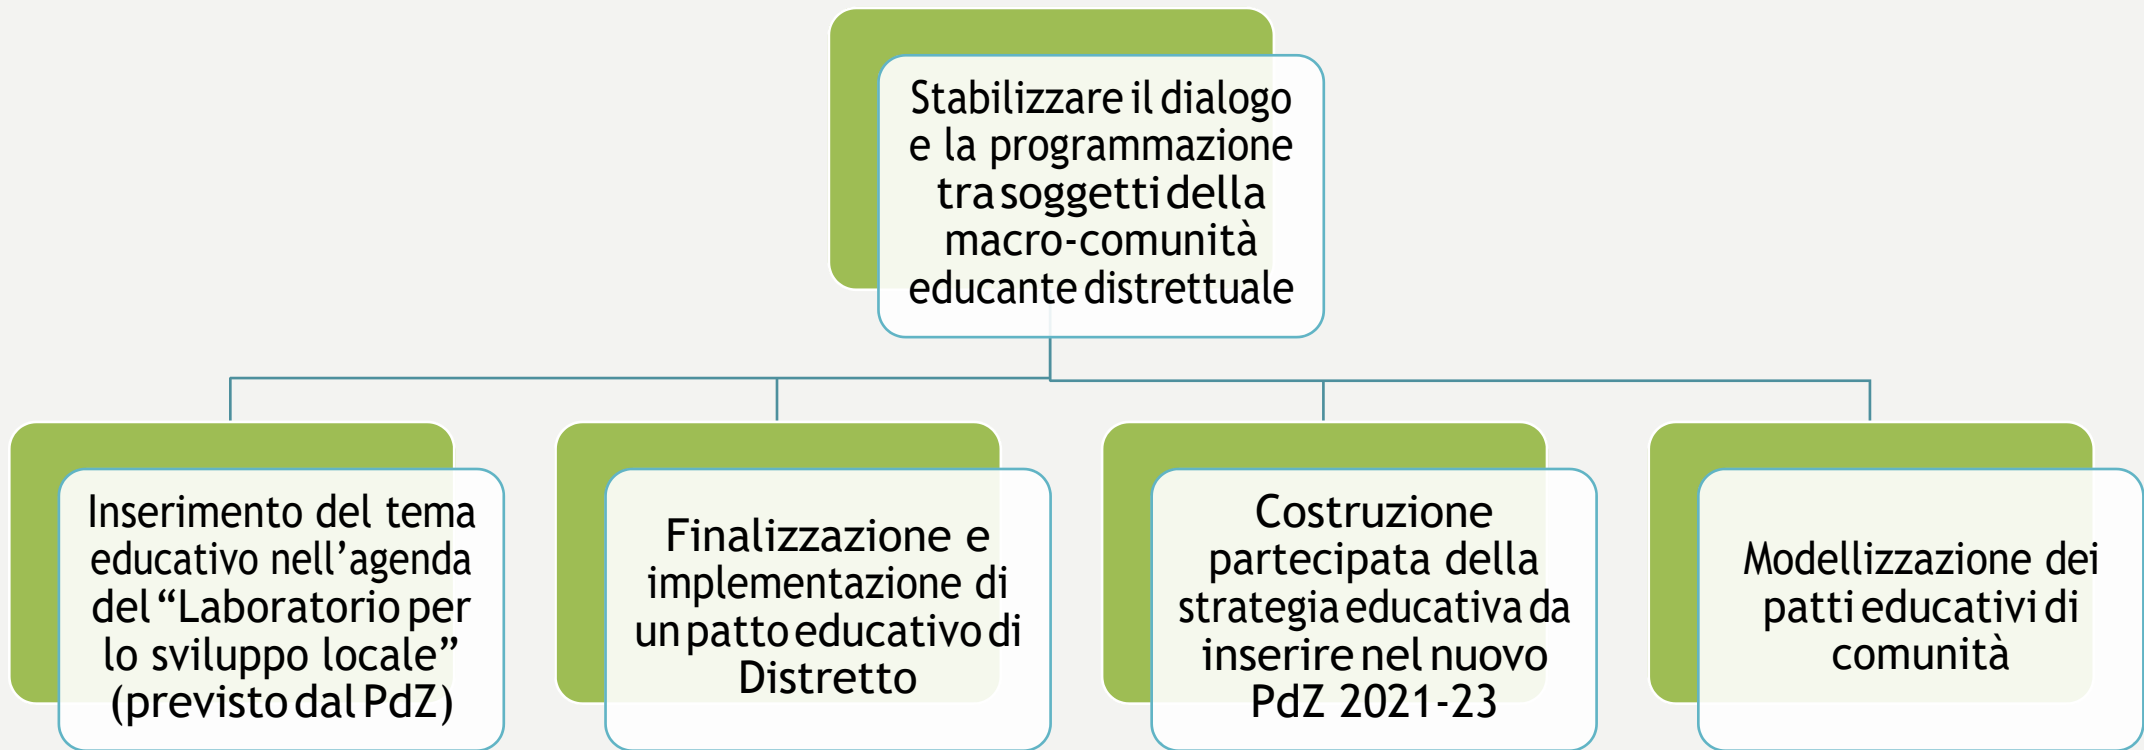 Stabilizzare il dialogo
e la programmazione
tra soggetti della
macro-comunità
educante distrettuale
Inserimento del tema
educativo nell’agenda
del “Laboratorio per
lo sviluppo locale”
(previsto dal PdZ)
Finalizzazione e
implementazione di
un patto educativo di
Distretto
Costruzione
partecipata della
strategia educativa da
inserire nel nuovo
PdZ 2021-23
Modellizzazione dei
patti educativi di
comunità